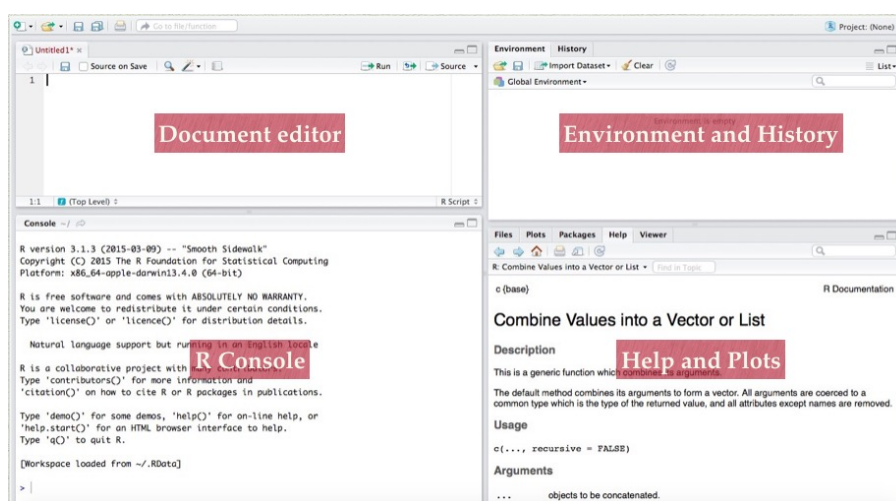 Go to file/function
Project: (None)
Untitled1* ×
Source on Save
Run
Source
1
Document editor
1:1
(Top Level)
R Script
Environment History
Import Dataset
Clear
List
Global Environment
Environment is empty
Environment and History
Console ~/
R version 3.1.3 (2015-03-09) -- "Smooth Sidewalk"
Copyright (C) 2015 The R Foundation for Statistical Computing
Platform: x86_64-apple-darwin13.4.0 (64-bit)
R is free software and comes with ABSOLUTELY NO WARRANTY.
You are welcome to redistribute it under certain conditions.
Type 'license()' or 'licence()' for distribution details.
Natural language support but running in an English locale
R Console
R is a collaborative project with many contributors.
Type 'contributors()' for more information and
'citation()' on how to cite R or R packages in publications.
Type 'demo()' for some demos, 'help()' for on-line help, or
'help.start()' for an HTML browser interface to help.
Type 'q()' to quit R.
[Workspace loaded from ~/.RData]
>
Files Plots Packages Help Viewer
R: Combine Values into a Vector or List
Find in Topic
c {base}
R Documentation
Combine Values into a Vector or List
Description
Help and Plots
This is a generic function which combines its arguments.
The default method combines its arguments to form a vector. All arguments are coerced to a
common type which is the type of the returned value, and all attributes except names are removed.
Usage
c(..., recursive = FALSE)
Arguments
... objects to be concatenated.